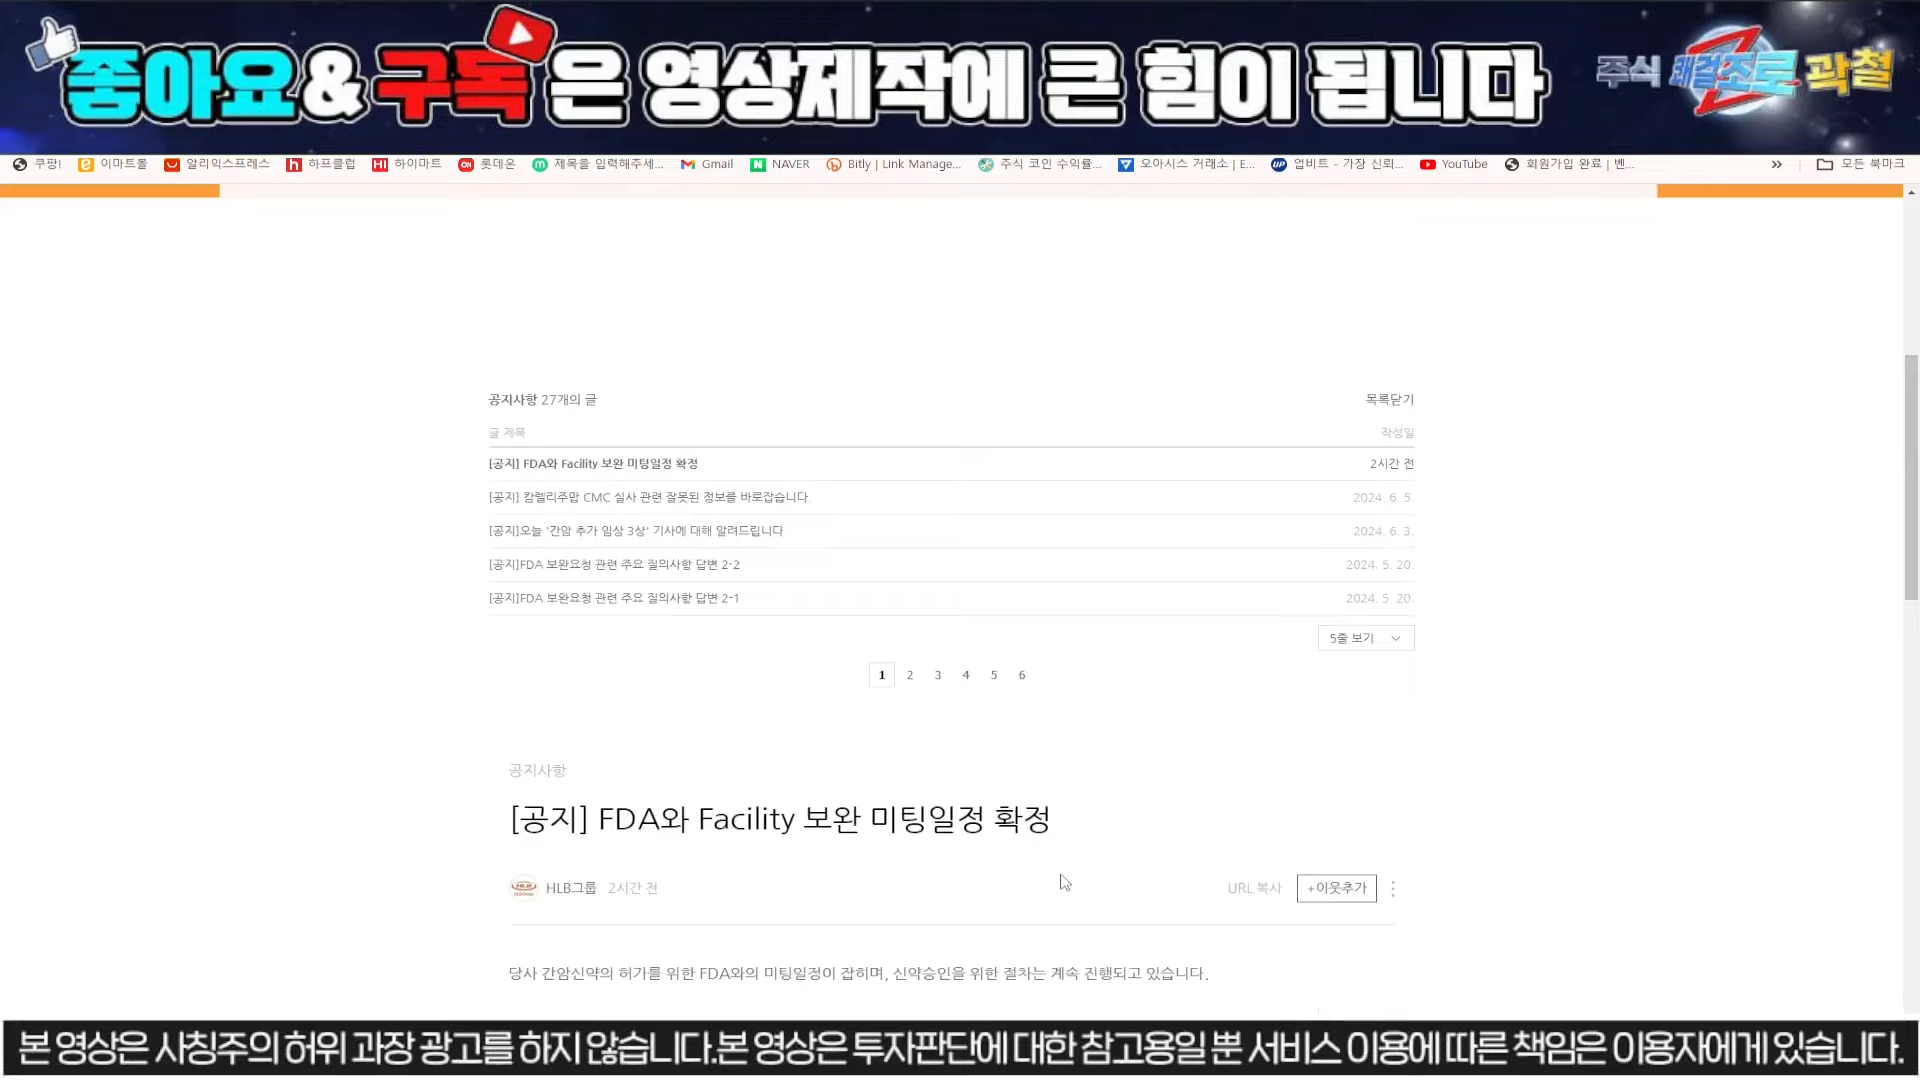 좋아요&구독은 영상제작에 큰 힘이 됩니다
주식 쾌걸조로 곽철
쿠팡! 이마트몰 알리익스프레스 하프클럽 하이마트 롯데온 제목을 입력해주세... Gmail NAVER Bitly | Link Manage... 주식 코인 수익률... 오아시스 거래소 | E... 업비트 - 가장 신뢰... YouTube 회원가입 완료 | 벤... » 모든 북마크
공지사항 27개의 글 목록닫기
글 제목 작성일
[공지] FDA와 Facility 보완 미팅일정 확정 2시간 전
[공지] 캄렐리주맙 CMC 실사 관련 잘못된 정보를 바로잡습니다. 2024. 6. 5.
[공지]오늘 '간암 추가 임상 3상' 기사에 대해 알려드립니다 2024. 6. 3.
[공지]FDA 보완요청 관련 주요 질의사항 답변 2-2 2024. 5. 20.
[공지]FDA 보완요청 관련 주요 질의사항 답변 2-1 2024. 5. 20.
5줄 보기
1 2 3 4 5 6
공지사항
[공지] FDA와 Facility 보완 미팅일정 확정
HLB그룹 2시간 전 URL 복사 +이웃추가
당사 간암신약의 허가를 위한 FDA와의 미팅일정이 잡히며, 신약승인을 위한 절차는 계속 진행되고 있습니다.
본 영상은 사칭주의 허위 과장 광고를 하지 않습니다.본 영상은 투자판단에 대한 참고용일 뿐 서비스 이용에 따른 책임은 이용자에게 있습니다.